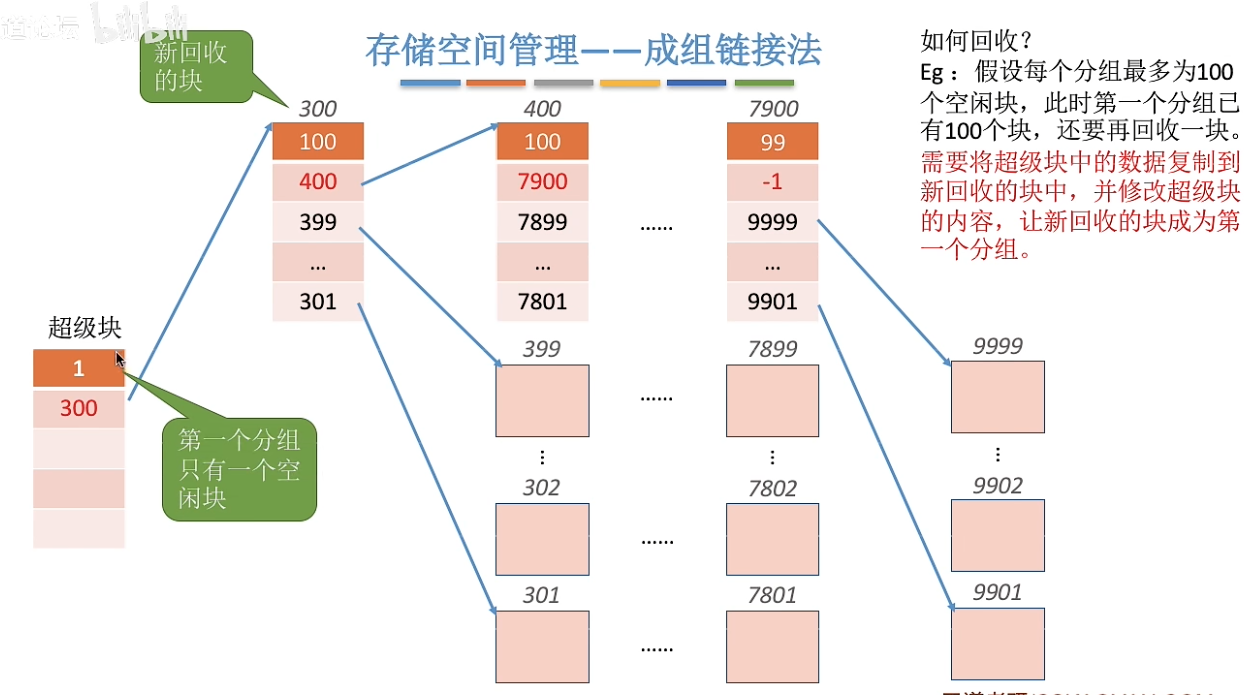 道论坛 bilibili
存储空间管理——成组链接法
新回收
的块
如何回收？
Eg：假设每个分组最多为100
个空闲块，此时第一个分组已
有100个块，还要再回收一块。
需要将超级块中的数据复制到
新回收的块中，并修改超级块
的内容，让新回收的块成为第
一个分组。
300
100
400
399
...
301
400
100
7900
7899
...
7801
......
7900
99
-1
9999
...
9901
超级块
1
300
第一个分组
只有一个空
闲块
399
......
7899
9999
⋮
⋮
⋮
302
......
7802
9902
301
......
7801
9901